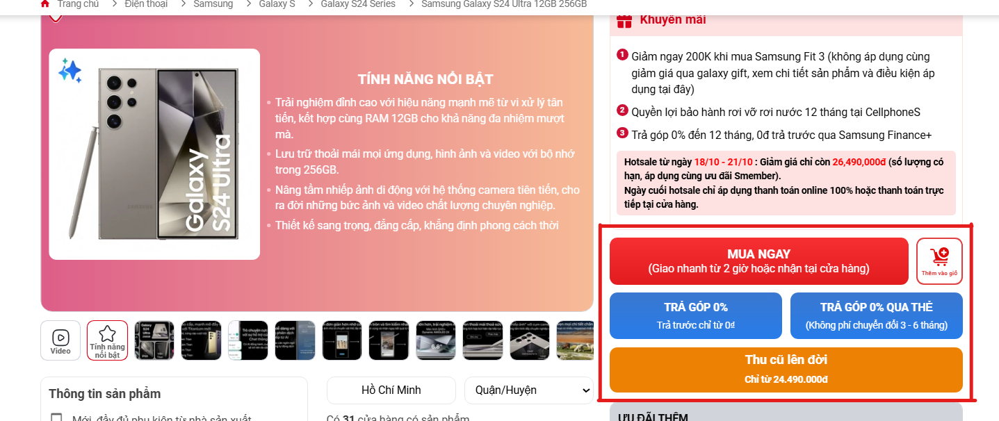 Trang chủ > Điện thoại > Samsung > Galaxy S > Galaxy S24 Series > Samsung Galaxy S24 Ultra 12GB 256GB
Galaxy
S24 Ultra
SAMSUNG
TÍNH NĂNG NỔI BẬT
Trải nghiệm đỉnh cao với hiệu năng mạnh mẽ từ vi xử lý tân
tiến, kết hợp cùng RAM 12GB cho khả năng đa nhiệm mượt
mà.
Lưu trữ thoải mái mọi ứng dụng, hình ảnh và video với bộ nhớ
trong 256GB.
Nâng tầm nhiếp ảnh di động với hệ thống camera tiên tiến, cho
ra đời những bức ảnh và video chất lượng chuyên nghiệp.
Thiết kế sang trọng, đẳng cấp, khẳng định phong cách thời
Video
Tính năng
nổi bật
Galaxy
6.8"
Thông tin sản phẩm
Mới, đầy đủ phụ kiện từ nhà sản xuất
Hồ Chí Minh
Quận/Huyện
Có 31 cửa hàng có sản phẩm
Khuyến mãi
1 Giảm ngay 200K khi mua Samsung Fit 3 (không áp dụng cùng
giảm giá qua galaxy gift, xem chi tiết sản phẩm và điều kiện áp
dụng tại đây)
2 Quyền lợi bảo hành rơi vỡ rơi nước 12 tháng tại CellphoneS
3 Trả góp 0% đến 12 tháng, 0đ trả trước qua Samsung Finance+
Hotsale từ ngày 18/10 - 21/10 : Giảm giá chỉ còn 26,490,000đ (số lượng có
hạn, áp dụng cùng ưu đãi Smember).
Ngày cuối hotsale chỉ áp dụng thanh toán online 100% hoặc thanh toán trực
tiếp tại cửa hàng.
MUA NGAY
(Giao nhanh từ 2 giờ hoặc nhận tại cửa hàng)
Thêm vào giỏ
TRẢ GÓP 0%
Trả trước chỉ từ 0₫
TRẢ GÓP 0% QUA THẺ
(Không phí chuyển đổi 3 - 6 tháng)
Thu cũ lên đời
Chỉ từ 24.490.000đ
ƯU ĐÃI THÊM